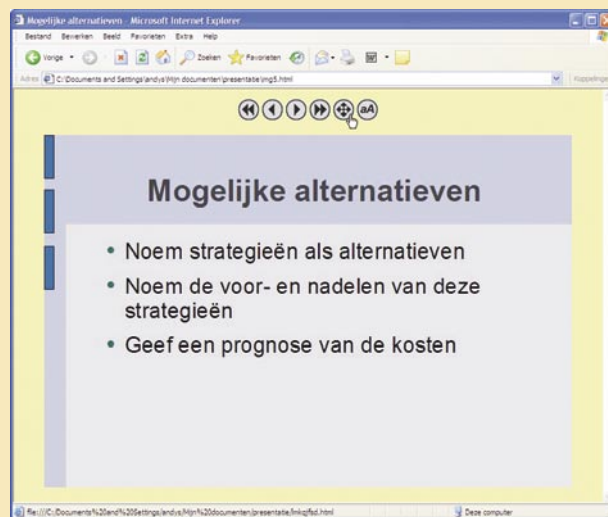 Mogelijke alternatieven - Microsoft Internet Explorer
Bestand Bewerken Beeld Favorieten Extra Help
Vorige Zoeken Favorieten
Adres C:\Documents and Settings\andys\Mijn documenten\presentatie\img5.html Koppelingen
aA
Mogelijke alternatieven
• Noem strategieën als alternatieven
• Noem de voor- en nadelen van deze
strategieën
• Geef een prognose van de kosten
Deze computer